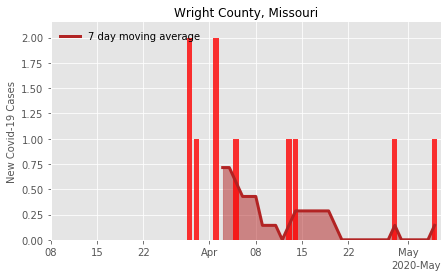 Wright County, Missouri
7 day moving average
New Covid-19 Cases
2.00
1.75
1.50
1.25
1.00
0.75
0.50
0.25
0.00
08 15 22 Apr 08 15 22 May
2020-May